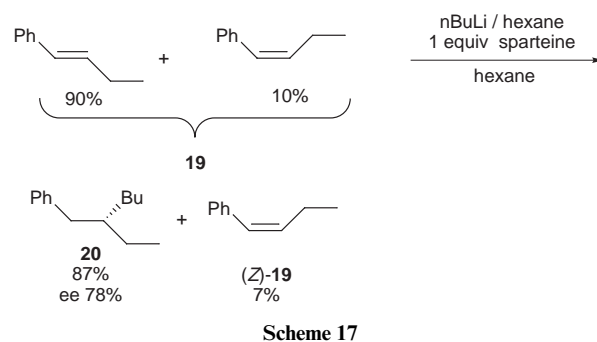 Ph
Ph
+
90%
10%
19
nBuLi / hexane
1 equiv sparteine
hexane
Ph
Bu
+
Ph
20
87%
ee 78%
(Z)-19
7%
Scheme 17